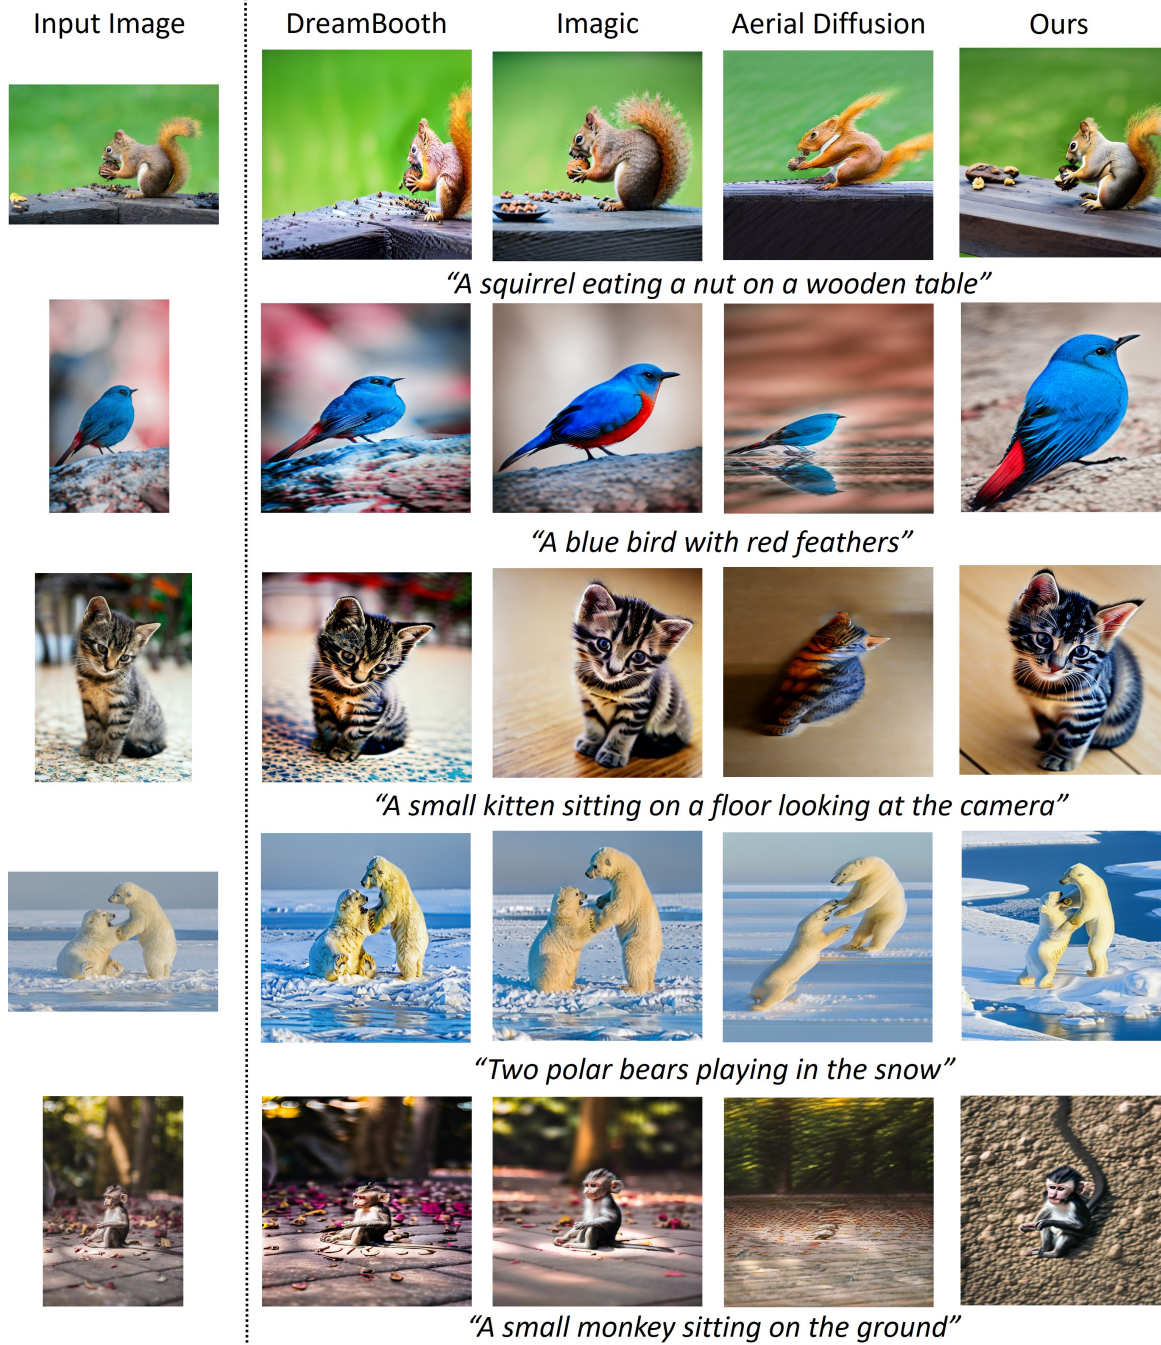 Input Image DreamBooth Imagic Aerial Diffusion Ours
“A squirrel eating a nut on a wooden table”
“A blue bird with red feathers”
“A small kitten sitting on a floor looking at the camera”
“Two polar bears playing in the snow”
“A small monkey sitting on the ground”